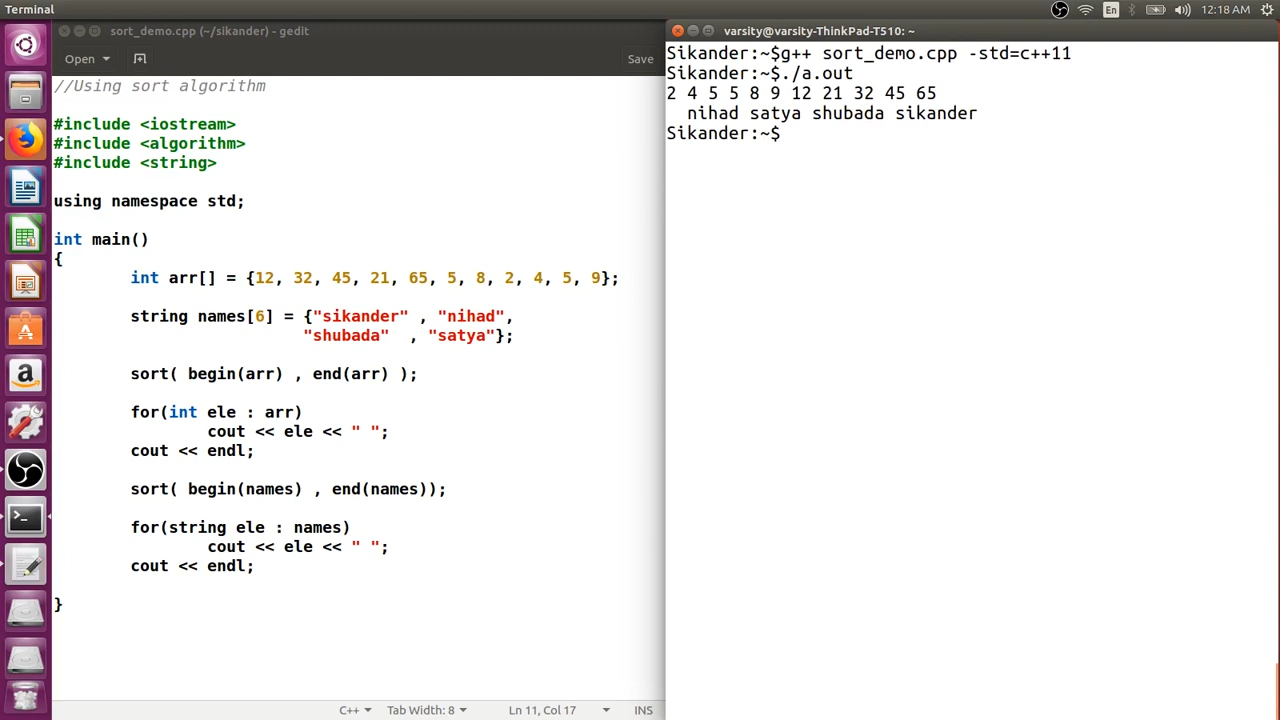 Terminal
En
12:18 AM
sort_demo.cpp (~/sikander) - gedit
Open
Save
//Using sort algorithm
#include <iostream>
#include <algorithm>
#include <string>
using namespace std;
int main()
{
int arr[] = {12, 32, 45, 21, 65, 5, 8, 2, 4, 5, 9};
string names[6] = {"sikander" , "nihad",
"shubada"  , "satya"};
sort( begin(arr) , end(arr) );
for(int ele : arr)
cout << ele << " ";
cout << endl;
sort( begin(names) , end(names));
for(string ele : names)
cout << ele << " ";
cout << endl;
}
C++
Tab Width: 8
Ln 11, Col 17
INS
varsity@varsity-ThinkPad-T510: ~
Sikander:~$g++ sort_demo.cpp -std=c++11
Sikander:~$./a.out
2 4 5 5 8 9 12 21 32 45 65
  nihad satya shubada sikander
Sikander:~$